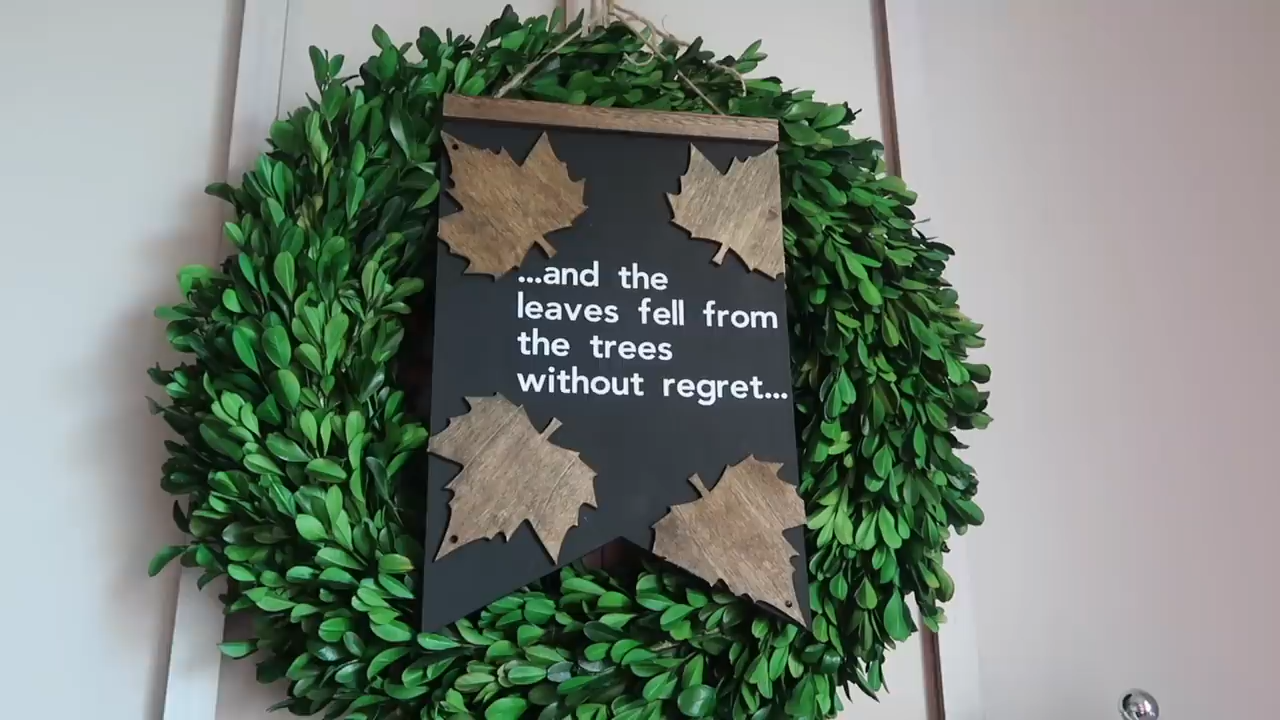 ...and the
leaves fell from
the trees
without regret...